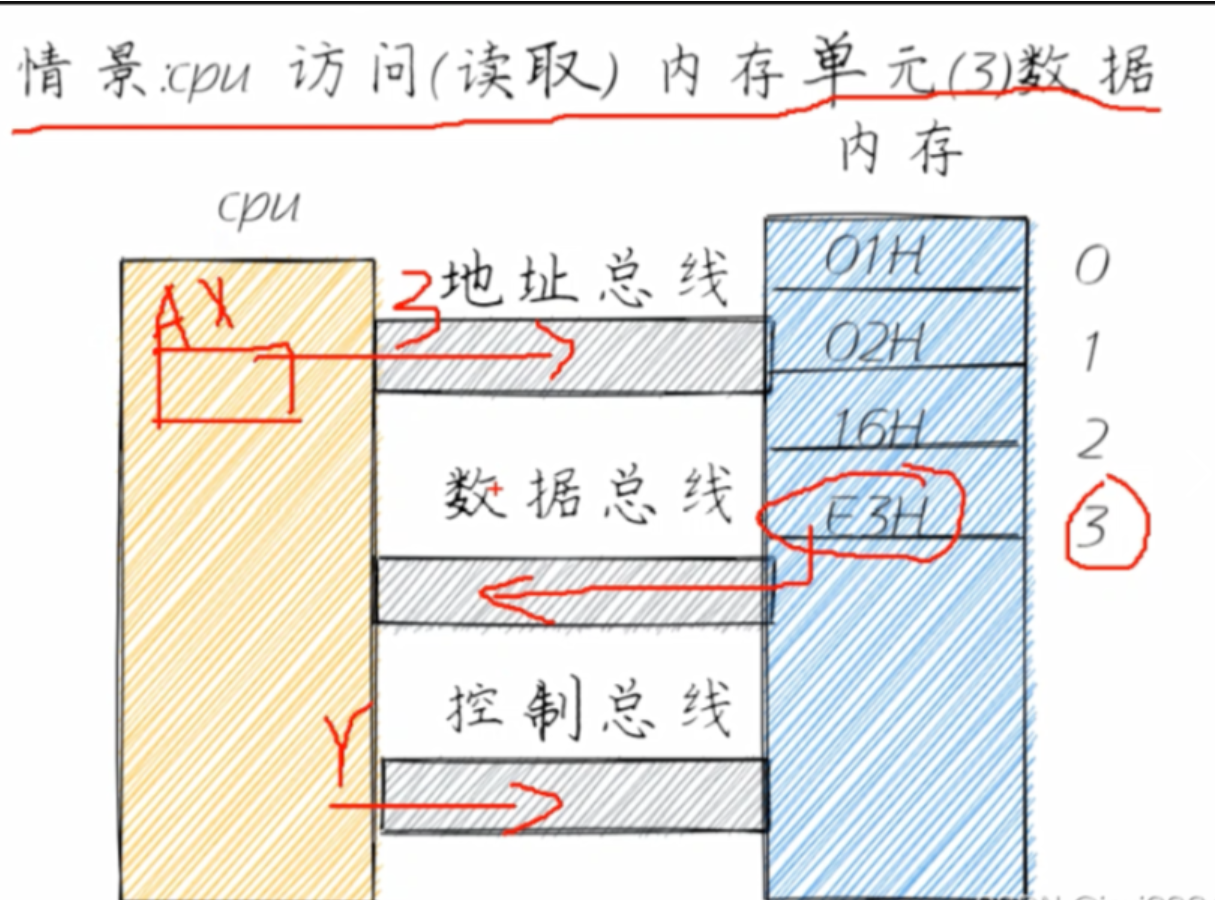 情景:cpu 访问(读取) 内存单元(3)数据
内存
cpu
01H 0
AX
3 地址总线
02H 1
16H 2
数据总线
E3H 3
控制总线
Y